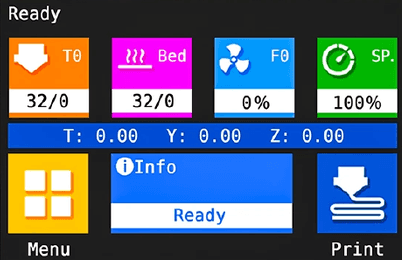 Ready
T0 Bed F0 SP.
32/0 32/0 0% 100%
T: 0.00 Y: 0.00 Z: 0.00
Info
Ready
Menu Print